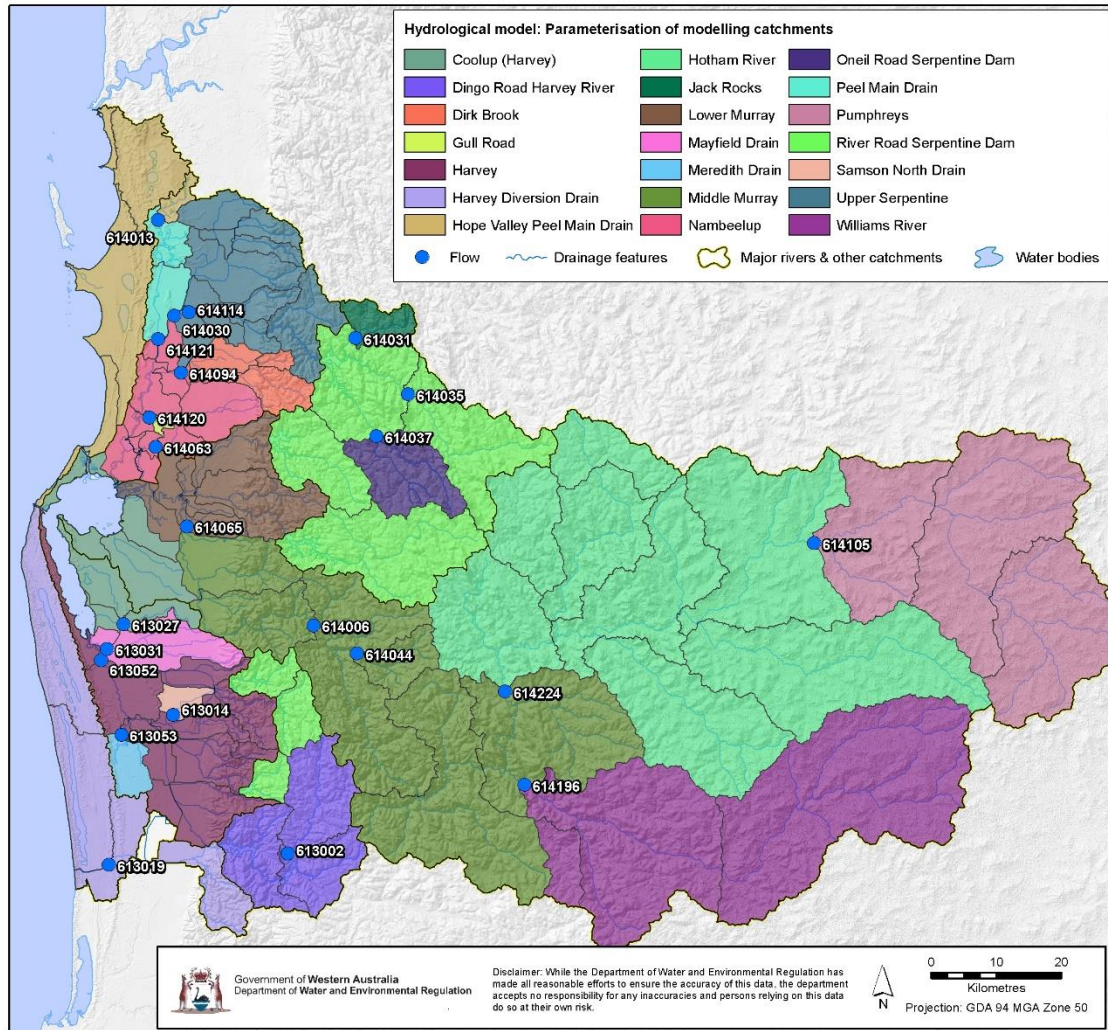 Hydrological model: Parameterisation of modelling catchments
Coolup (Harvey)
Dingo Road Harvey River
Dirk Brook
Gull Road
Harvey
Harvey Diversion Drain
Hope Valley Peel Main Drain
Hotham River
Jack Rocks
Lower Murray
Mayfield Drain
Meredith Drain
Middle Murray
Nambeelup
Oneil Road Serpentine Dam
Peel Main Drain
Pumphreys
River Road Serpentine Dam
Samson North Drain
Upper Serpentine
Williams River
Flow
Drainage features
Major rivers & other catchments
Water bodies
614013
614114
614030
614121
614031
614094
614035
614120
614037
614063
614065
614105
613027
614006
613031
614044
613052
614224
613014
613053
614196
613002
613019
Government of Western Australia
Department of Water and Environmental Regulation
Disclaimer: While the Department of Water and Environmental Regulation has
made all reasonable efforts to ensure the accuracy of this data, the department
accepts no responsibility for any inaccuracies and persons relying on this data
do so at their own risk.
N
0 10 20
Kilometres
Projection: GDA 94 MGA Zone 50